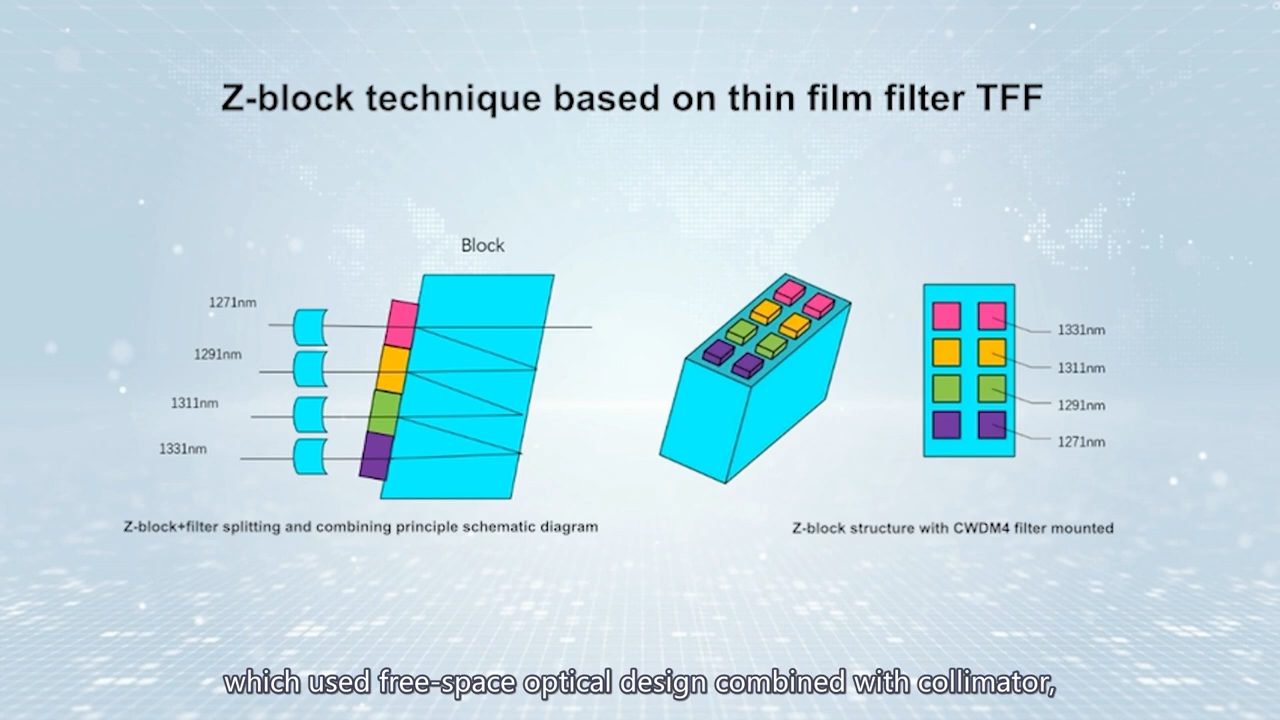 Z-block technique based on thin film filter TFF
Block
1271nm
1291nm
1311nm
1331nm
1331nm
1311nm
1291nm
1271nm
Z-block+filter splitting and combining principle schematic diagram
Z-block structure with CWDM4 filter mounted
which used free-space optical design combined with collimator,